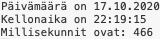 Päivämäärä on 17.10.2020
Kellonaika on 22:19:15
Millisekunnit ovat: 466